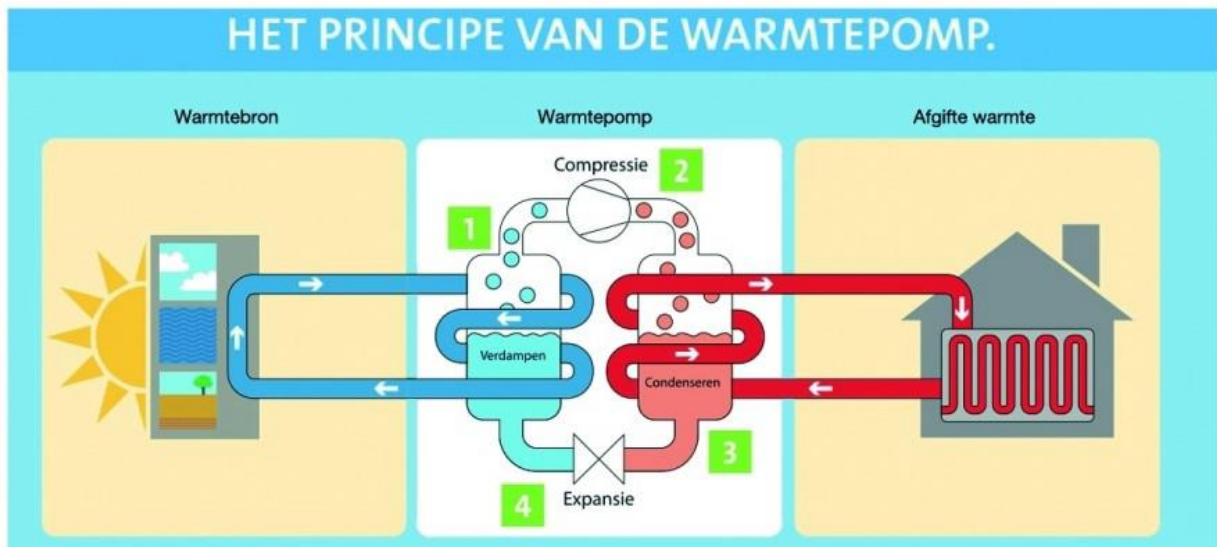 HET PRINCIPE VAN DE WARMTEPOMP.
Warmtebron
Warmtepomp
Afgifte warmte
Compressie
2
1
Verdampen
Condenseren
3
4
Expansie